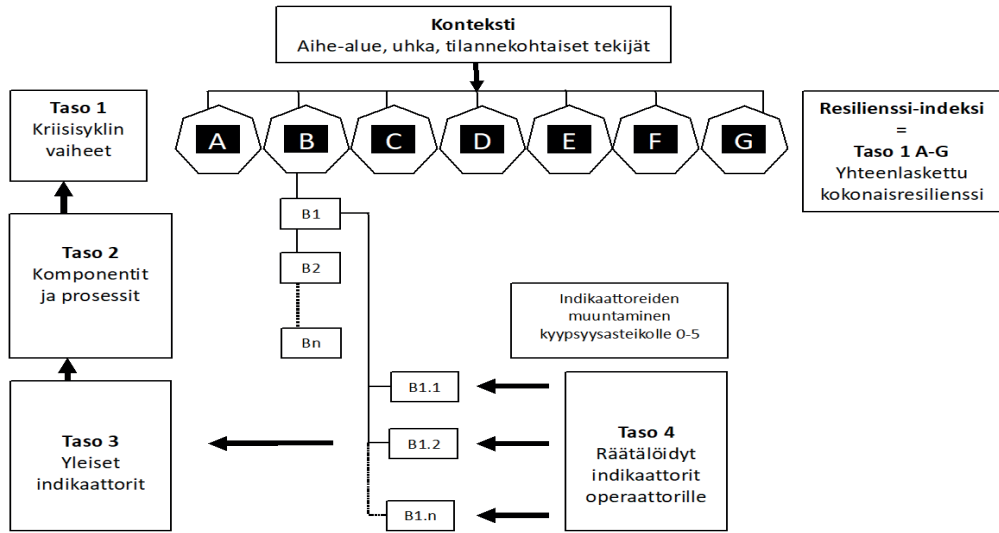 Konteksti
Aihe-alue, uhka, tilannekohtaiset tekijät
Taso 1
Kriisisyklin
vaiheet
A
B
C
D
E
F
G
Resilienssi-indeksi
=
Taso 1 A-G
Yhteenlaskettu
kokonaisresilienssi
B1
Taso 2
Komponentit
ja prosessit
B2
Bn
Indikaattoreiden
muuntaminen
kyypsyysasteikolle 0-5
B1.1
Taso 3
Yleiset
indikaattorit
B1.2
B1.n
Taso 4
Räätälöidyt
indikaattorit
operaattorille